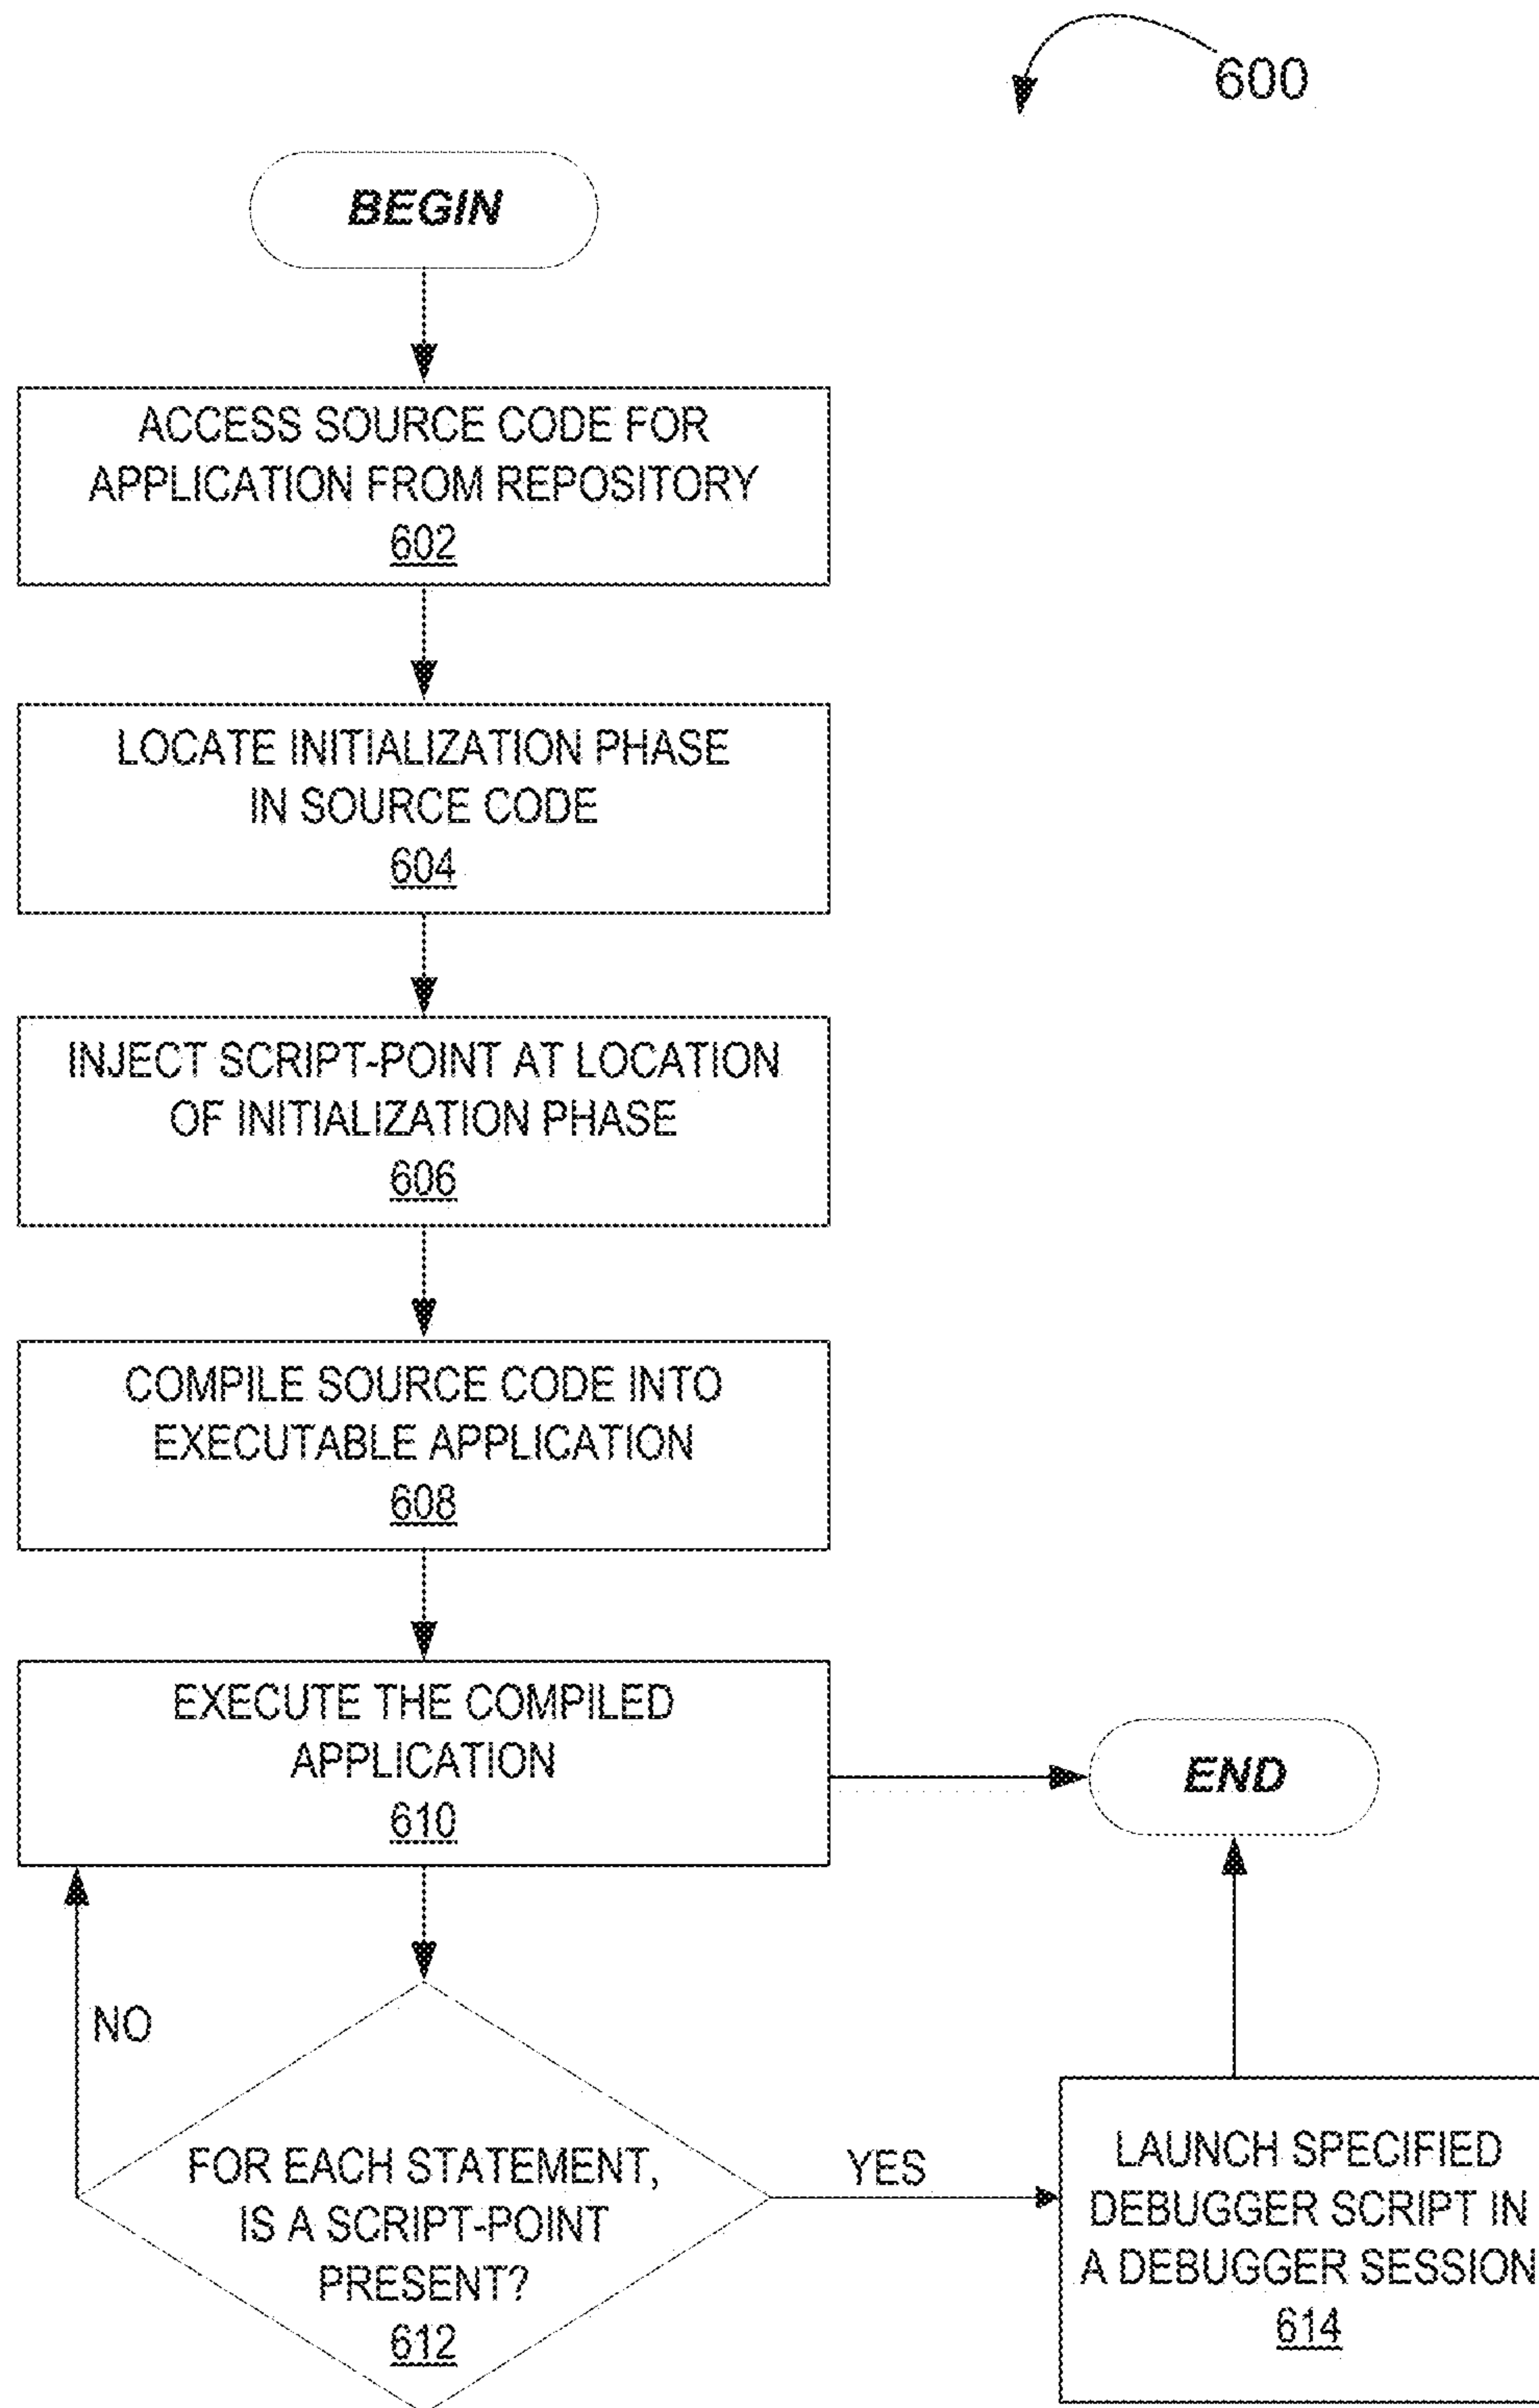 600
BEGIN
ACCESS SOURCE CODE FOR
APPLICATION FROM REPOSITORY
602
LOCATE INITIALIZATION PHASE
IN SOURCE CODE
604
INJECT SCRIPT-POINT AT LOCATION
OF INITIALIZATION PHASE
606
COMPILE SOURCE CODE INTO
EXECUTABLE APPLICATION
608
EXECUTE THE COMPILED
APPLICATION
610
END
NO
FOR EACH STATEMENT,
IS A SCRIPT-POINT
PRESENT?
612
YES
LAUNCH SPECIFIED
DEBUGGER SCRIPT IN
A DEBUGGER SESSION
614